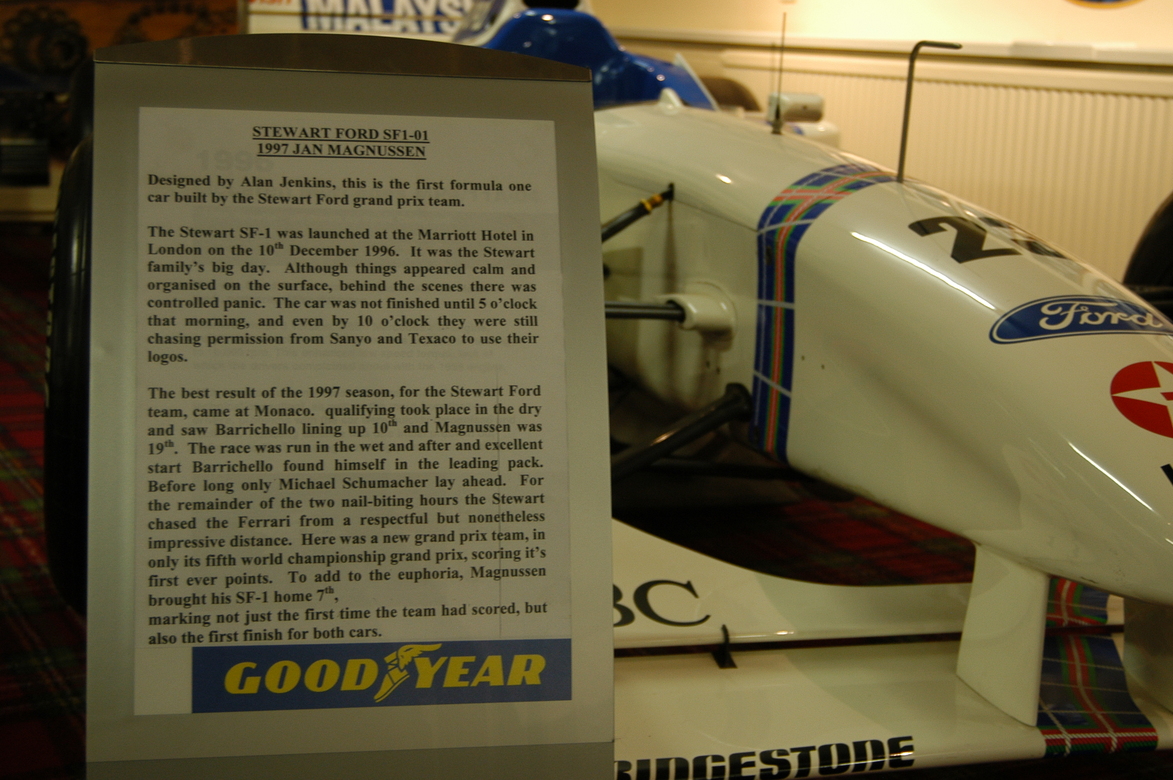 MALAYS
STEWART FORD SF1-01
1997 JAN MAGNUSSEN
Designed by Alan Jenkins, this is the first formula one
car built by the Stewart Ford grand prix team.
The Stewart SF-1 was launched at the Marriott Hotel in
London on the 10th December 1996. It was the Stewart
family's big day. Although things appeared calm and
organised on the surface, behind the scenes there was
controlled panic. The car was not finished until 5 o'clock
that morning, and even by 10 o'clock they were still
chasing permission from Sanyo and Texaco to use their
logos.
The best result of the 1997 season, for the Stewart Ford
team, came at Monaco. qualifying took place in the dry
and saw Barrichello lining up 10th and Magnussen was
19th. The race was run in the wet and after and excellent
start Barrichello found himself in the leading pack.
Before long only Michael Schumacher lay ahead. For
the remainder of the two nail-biting hours the Stewart
chased the Ferrari from a respectful but nonetheless
impressive distance. Here was a new grand prix team, in
only its fifth world championship grand prix, scoring it's
first ever points. To add to the euphoria, Magnussen
brought his SF-1 home 7th,
marking not just the first time the team had scored, but
also the first finish for both cars.
GOOD YEAR
Ford
BC
BRIDGESTONE